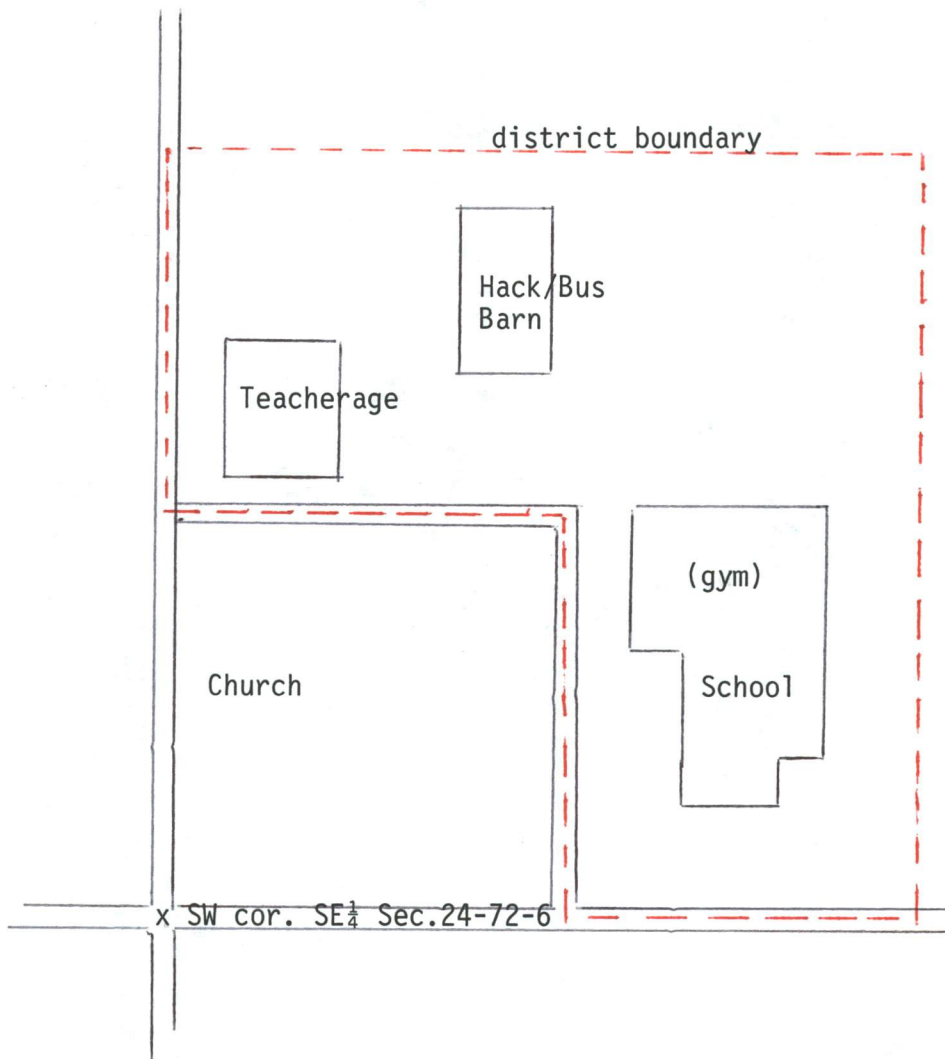 district boundary
Hack/Bus
Barn
Teacherage
(gym)
School
Church
x SW cor. SE¼ Sec.24-72-6